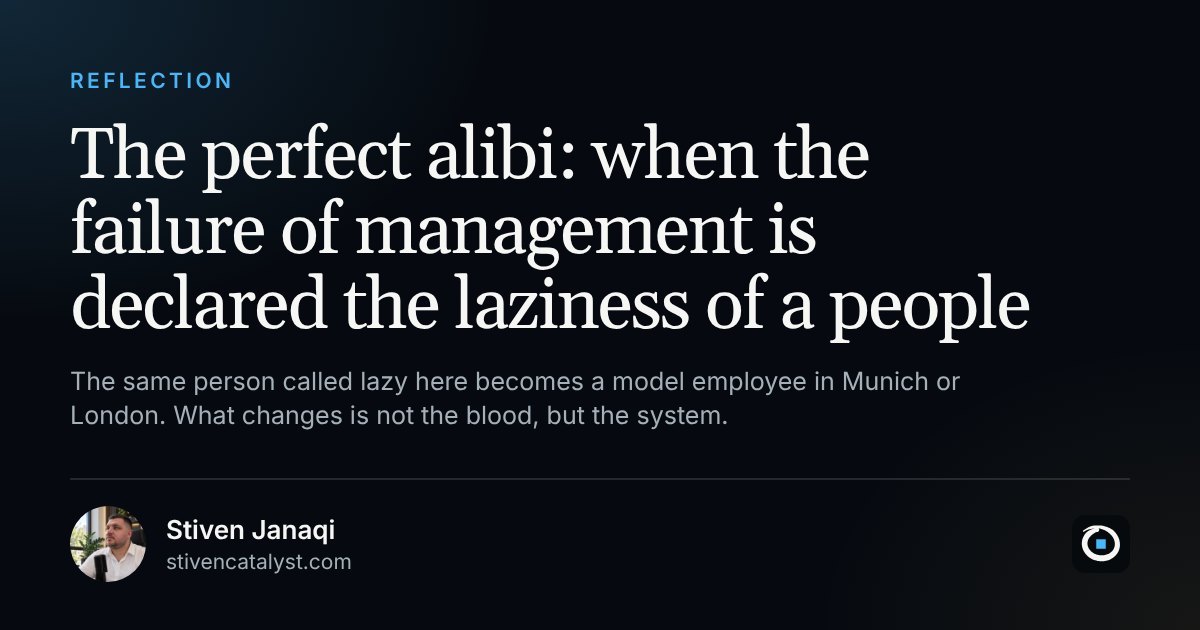 REFLECTION
The perfect alibi: when the
failure of management is
declared the laziness of a people
The same person called lazy here becomes a model employee in Munich or
London. What changes is not the blood, but the system.
Stiven Janaqi
stivencatalyst.com